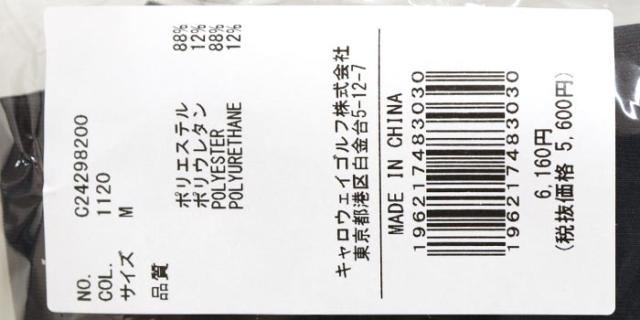 NO. C24298200
COL. 1120
サイズ M
品質
ポリエステル 88%
ポリウレタン 12%
POLYESTER 88%
POLYURETHANE 12%
キャロウェイゴルフ株式会社
東京都港区白金台5-12-7
MADE IN CHINA
196217483030
196217483030
6,160円
(税抜価格 5,600円)